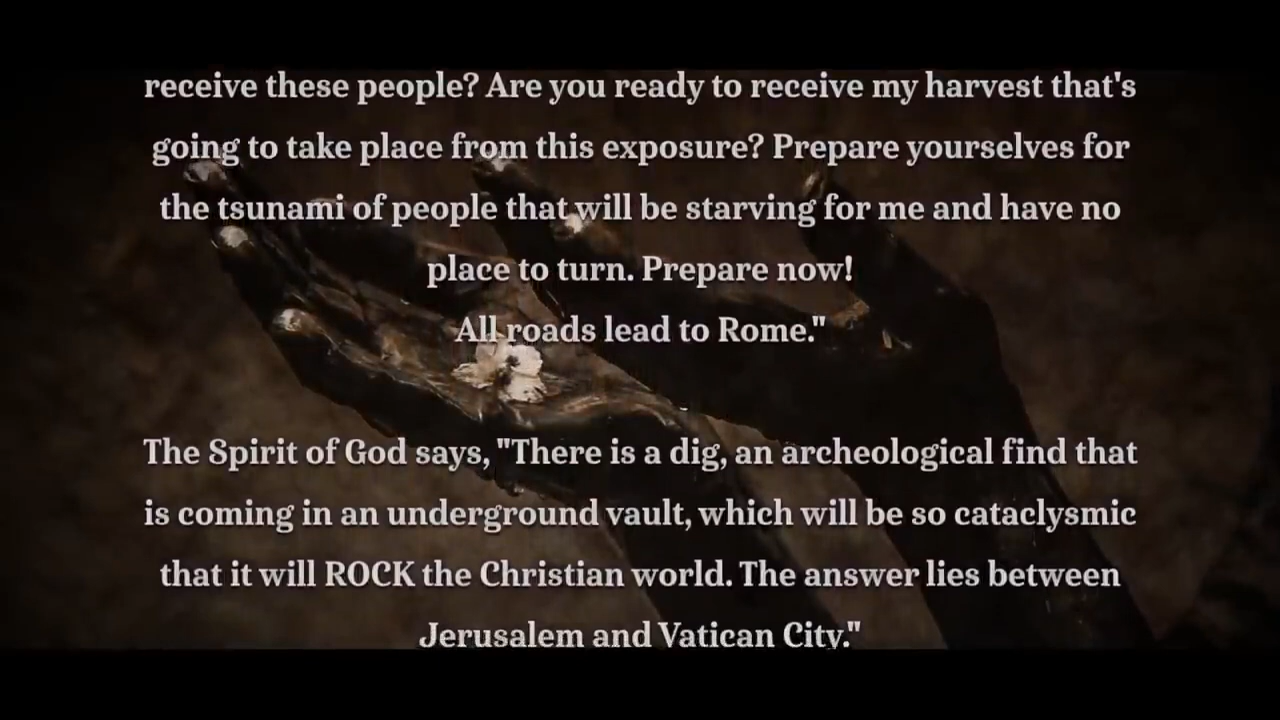 receive these people? Are you ready to receive my harvest that's
going to take place from this exposure? Prepare yourselves for
the tsunami of people that will be starving for me and have no
place to turn. Prepare now!
All roads lead to Rome."
The Spirit of God says, "There is a dig, an archeological find that
is coming in an underground vault, which will be so cataclysmic
that it will ROCK the Christian world. The answer lies between
Jerusalem and Vatican City."